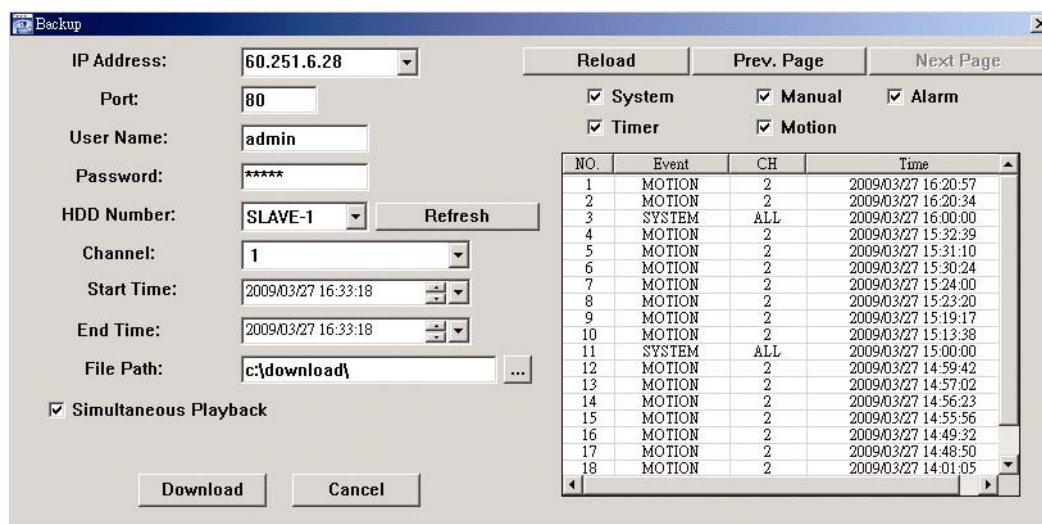 Backup
IP Address:
60.251.6.28
Port:
80
User Name:
admin
Password:
*****
HDD Number:
SLAVE-1
Refresh
Channel:
1
Start Time:
2009/03/27 16:33:18
End Time:
2009/03/27 16:33:18
File Path:
c:\download\
...
Simultaneous Playback
Download
Cancel
Reload
Prev. Page
Next Page
System
Manual
Alarm
Timer
Motion
NO. Event CH Time
1 MOTION 2 2009/03/27 16:20:57
2 MOTION 2 2009/03/27 16:20:34
3 SYSTEM ALL 2009/03/27 16:00:00
4 MOTION 2 2009/03/27 15:32:39
5 MOTION 2 2009/03/27 15:31:10
6 MOTION 2 2009/03/27 15:30:24
7 MOTION 2 2009/03/27 15:24:00
8 MOTION 2 2009/03/27 15:23:20
9 MOTION 2 2009/03/27 15:19:17
10 MOTION 2 2009/03/27 15:13:38
11 SYSTEM ALL 2009/03/27 15:00:00
12 MOTION 2 2009/03/27 14:59:42
13 MOTION 2 2009/03/27 14:57:02
14 MOTION 2 2009/03/27 14:56:23
15 MOTION 2 2009/03/27 14:55:56
16 MOTION 2 2009/03/27 14:49:32
17 MOTION 2 2009/03/27 14:48:50
18 MOTION 2 2009/03/27 14:01:05